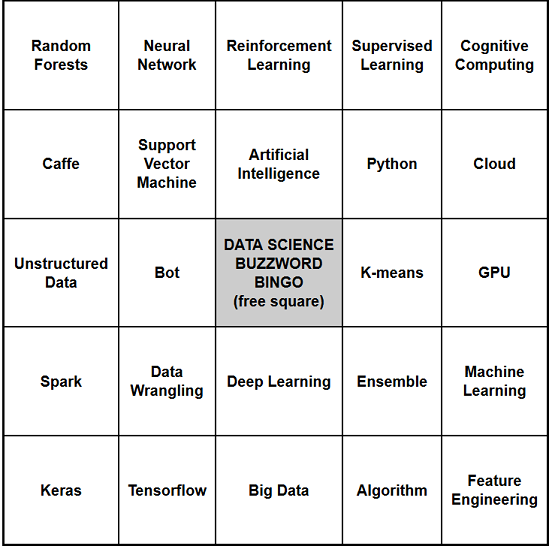 Random
Forests
Neural
Network
Reinforcement
Learning
Supervised
Learning
Cognitive
Computing
Caffe
Support
Vector
Machine
Artificial
Intelligence
Python
Cloud
Unstructured
Data
Bot
DATA SCIENCE
BUZZWORD
BINGO
(free square)
K-means
GPU
Spark
Data
Wrangling
Deep Learning
Ensemble
Machine
Learning
Keras
Tensorflow
Big Data
Algorithm
Feature
Engineering